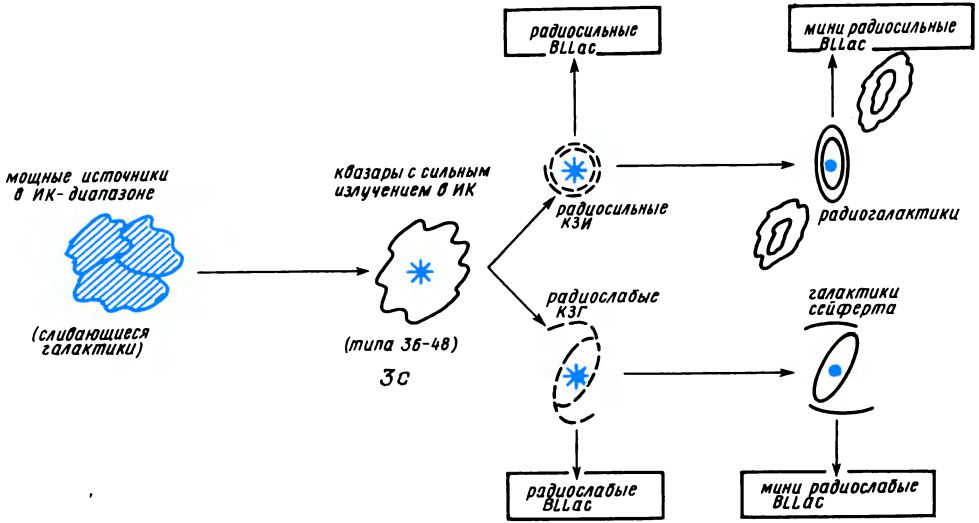 радиосильные
BLLac
мини радиосильные
BLLac
мощные источники
в ИК-диапазоне
(сливающиеся
галактики)
квазары с сильным
излучением в ИК
(типа 36-48)
3С
радиосильные
КЗИ
радиогалактики
радиослабые
КЗГ
галактики
сейферта
радиослабые
BLLac
мини радиослабые
BLLac